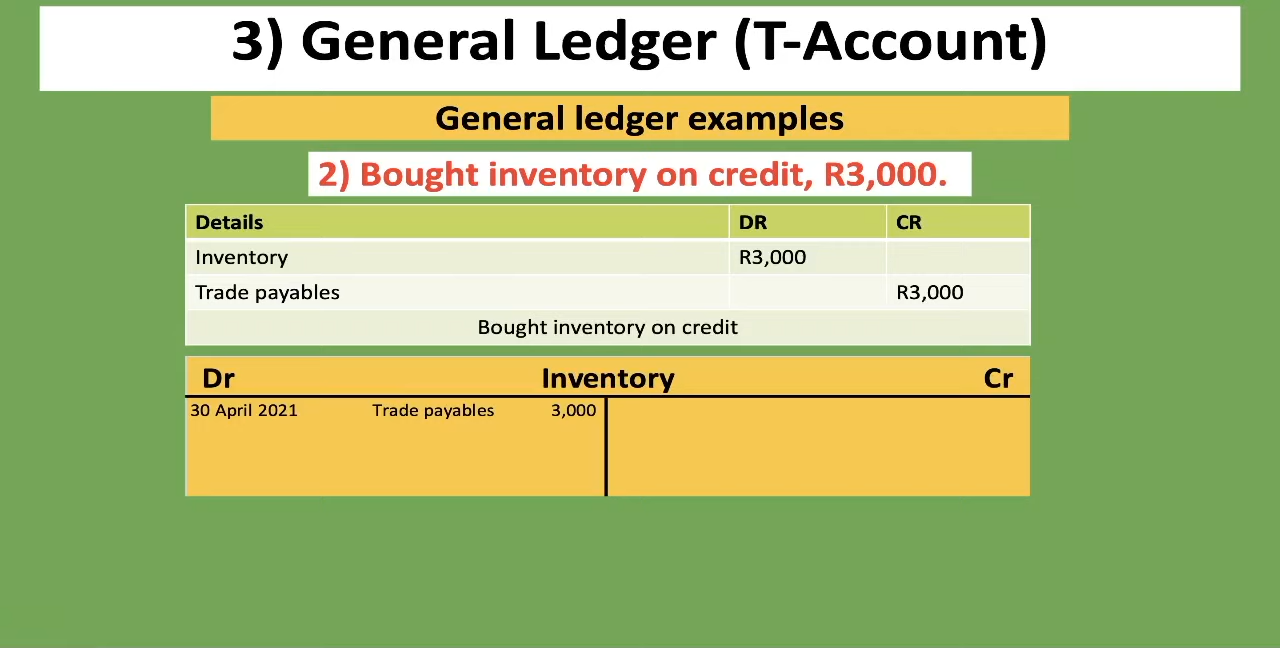 3) General Ledger (T-Account)
General ledger examples
2) Bought inventory on credit, R3,000.
Details DR CR
Inventory R3,000
Trade payables R3,000
Bought inventory on credit
Dr Inventory Cr
30 April 2021 Trade payables 3,000